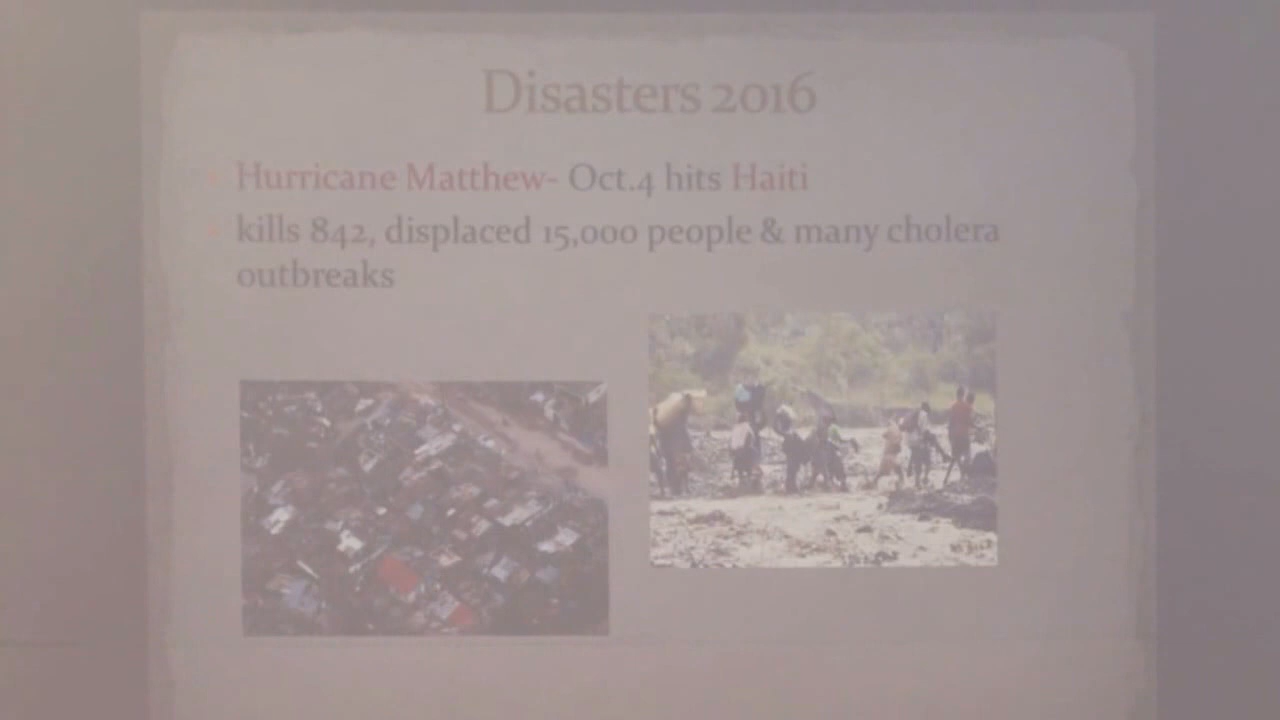 Disasters 2016
Hurricane Matthew- Oct.4 hits Haiti
kills 842, displaced 15,000 people & many cholera
outbreaks